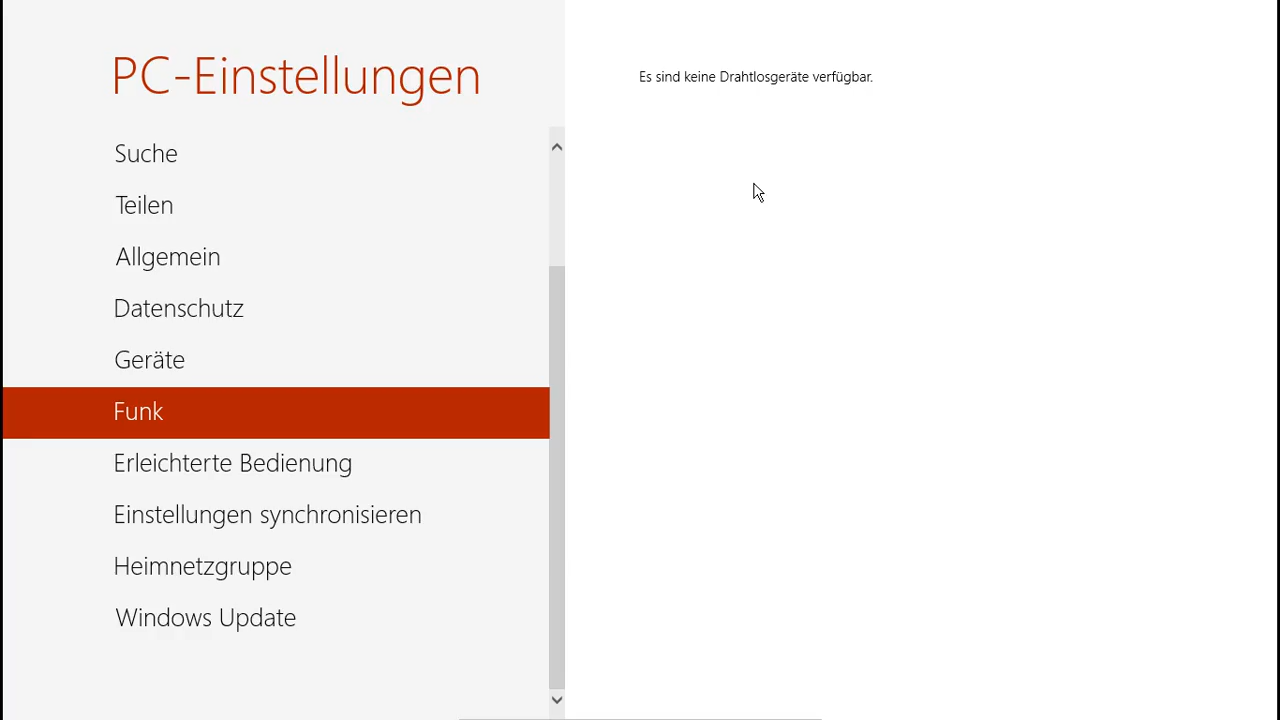 PC-Einstellungen
Suche
Teilen
Allgemein
Datenschutz
Geräte
Funk
Erleichterte Bedienung
Einstellungen synchronisieren
Heimnetzgruppe
Windows Update
Es sind keine Drahtlosgeräte verfügbar.